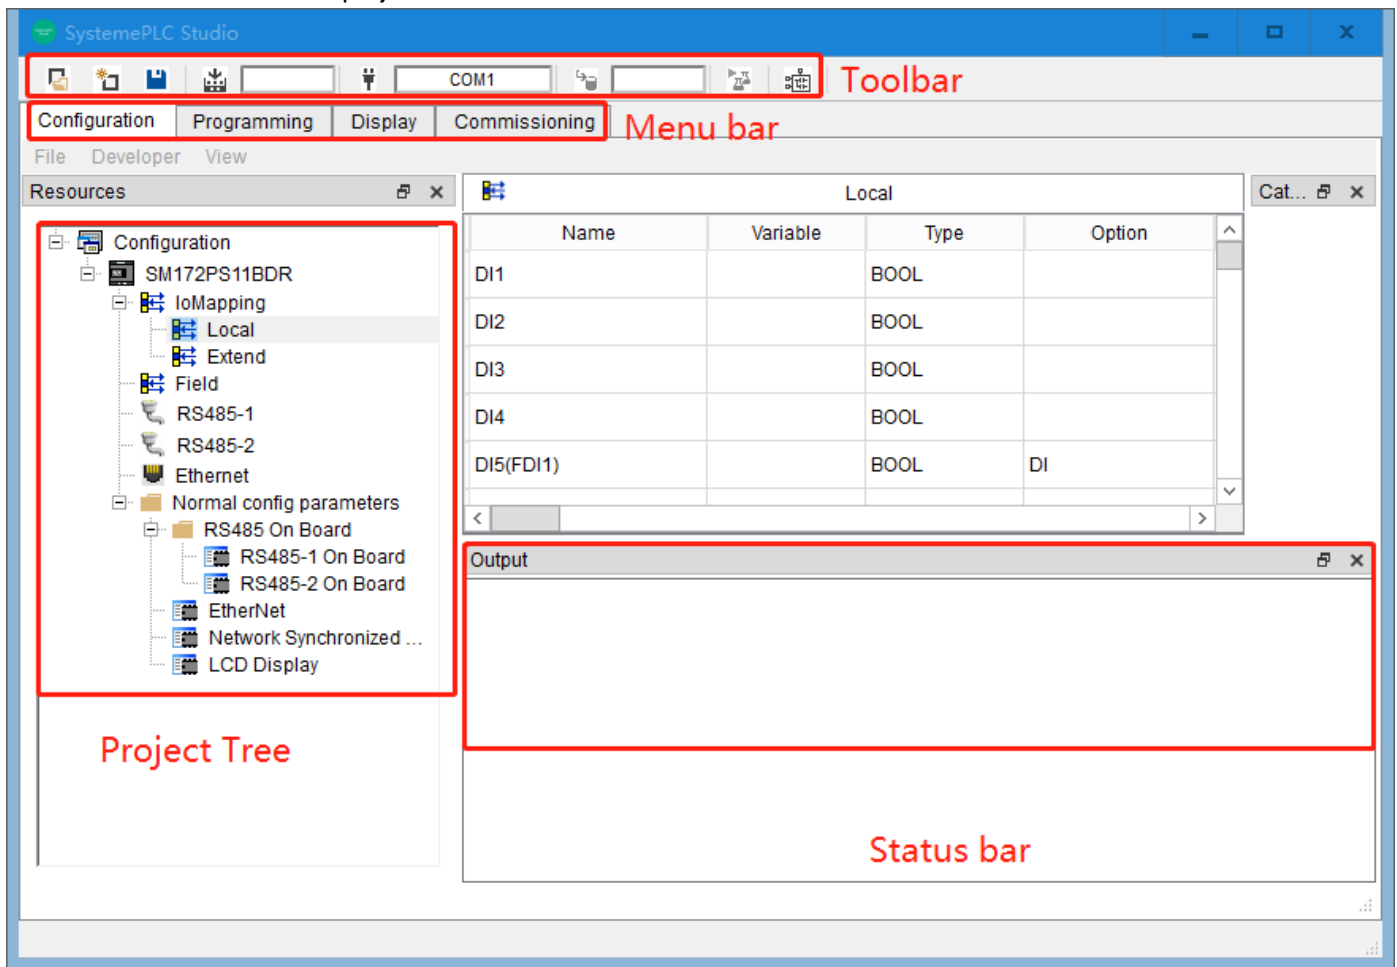 SystemePLC Studio
COM1
Toolbar
Configuration Programming Display Commissioning
Menu bar
File Developer View
Resources
Local
Cat...
Configuration
SM172PS11BDR
IoMapping
Local
Extend
Field
RS485-1
RS485-2
Ethernet
Normal config parameters
RS485 On Board
RS485-1 On Board
RS485-2 On Board
EtherNet
Network Synchronized ...
LCD Display
Project Tree
Name Variable Type Option
DI1 BOOL
DI2 BOOL
DI3 BOOL
DI4 BOOL
DI5(FDI1) BOOL DI
Output
Status bar